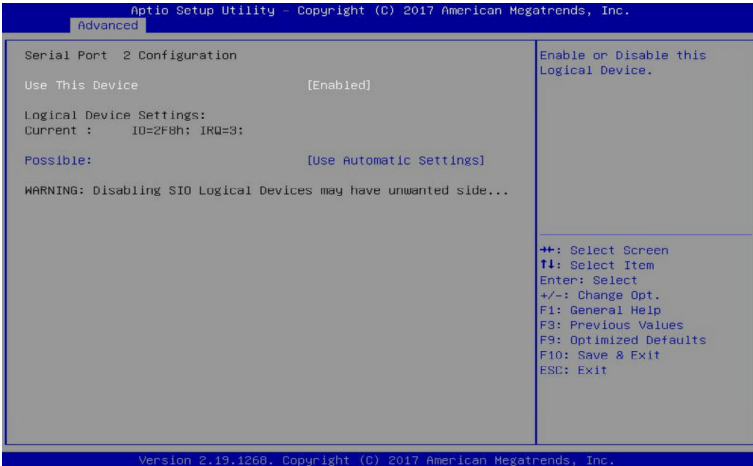 Aptio Setup Utility – Copyright (C) 2017 American Megatrends, Inc.
Advanced
Serial Port 2 Configuration
Use This Device [Enabled]
Logical Device Settings:
Current : IO=2F8h; IRQ=3;
Possible: [Use Automatic Settings]
WARNING: Disabling SIO Logical Devices may have unwanted side...
Enable or Disable this
Logical Device.
→←: Select Screen
↑↓: Select Item
Enter: Select
+/-: Change Opt.
F1: General Help
F3: Previous Values
F9: Optimized Defaults
F10: Save & Exit
ESC: Exit
Version 2.19.1268. Copyright (C) 2017 American Megatrends, Inc.